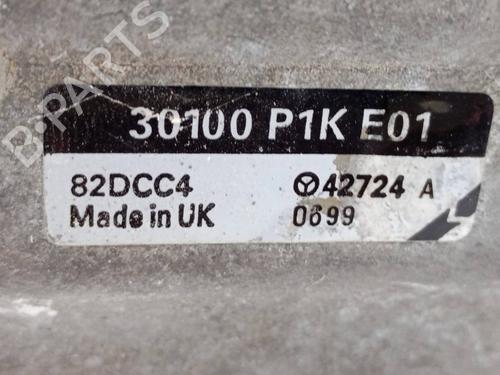 B-PARTS
30100 P1K E01
82DCC4
42724 A
Made in UK
0699